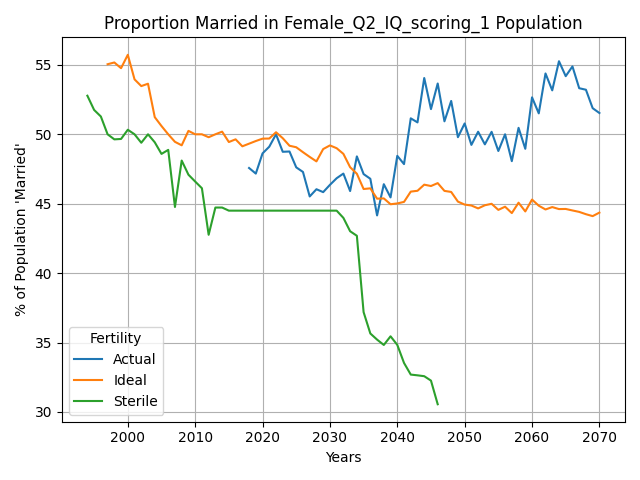 Proportion Married in Female_Q2_IQ_scoring_1 Population
% of Population 'Married'
55
50
45
40
35
30
Fertility
Actual
Ideal
Sterile
2000 2010 2020 2030 2040 2050 2060 2070
Years